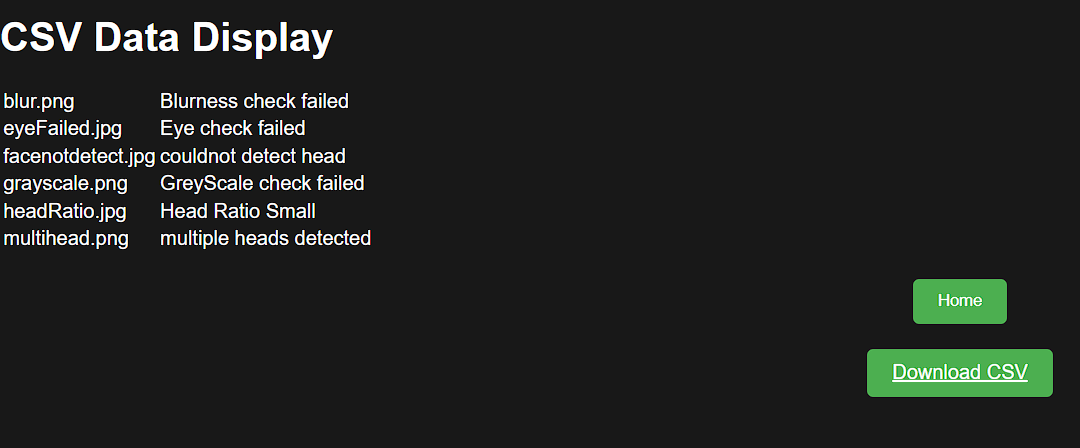 CSV Data Display
blur.png Blurness check failed
eyeFailed.jpg Eye check failed
facenotdetect.jpg couldnot detect head
grayscale.png GreyScale check failed
headRatio.jpg Head Ratio Small
multihead.png multiple heads detected
Home
Download CSV